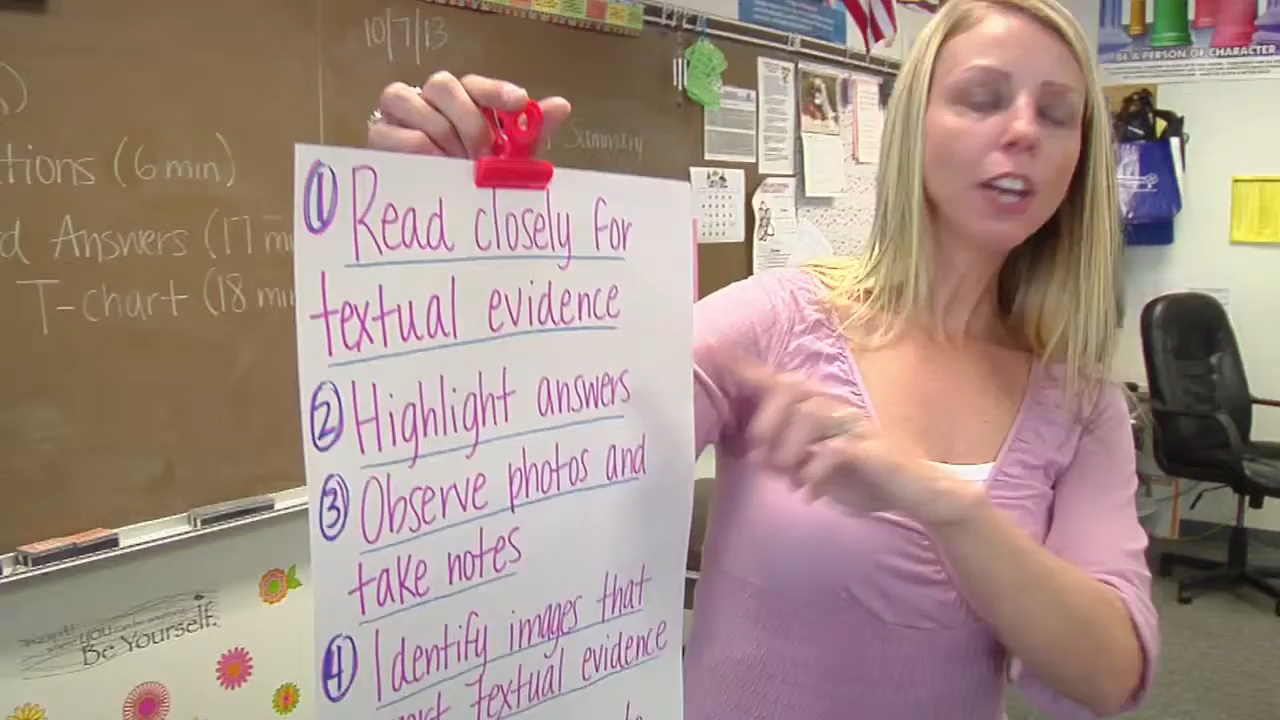 10/7/13
tions (6 min)
Summary
d Answers (17 m
T-chart (18 min
① Read closely for
textual evidence
② Highlight answers
③ Observe photos and
take notes
④ Identify images that
textual evidence
BE A PERSON OF CHARACTER
you
Be Yourself.